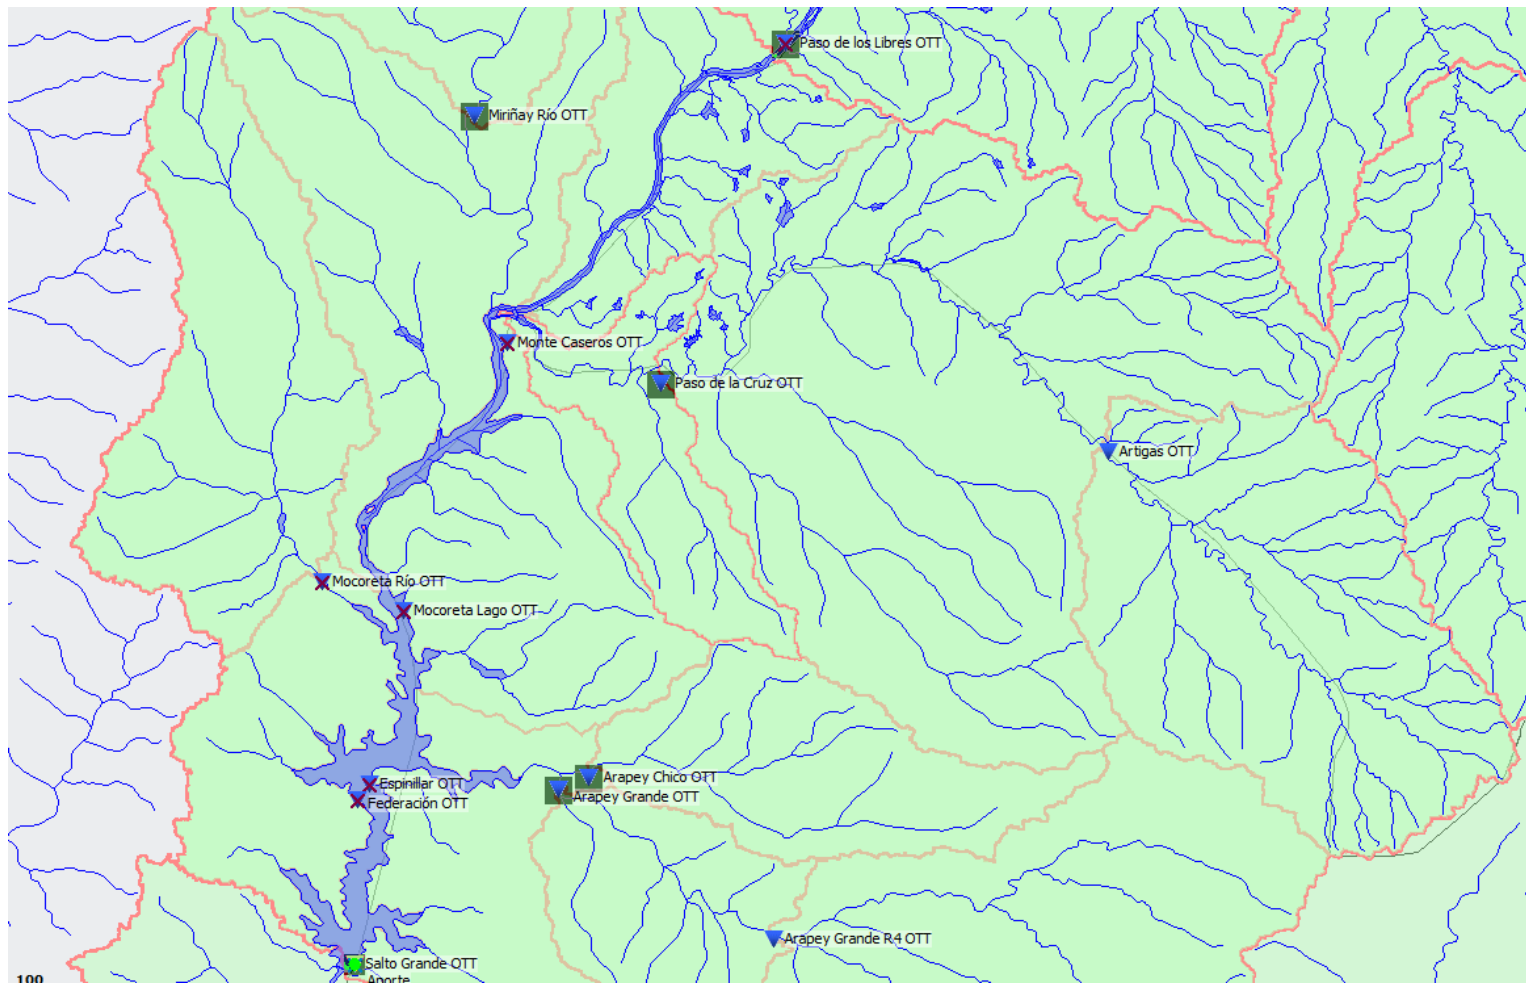 Paso de los Libres OTT
Miriñay Río OTT
Monte Caseros OTT
Paso de la Cruz OTT
Artigas OTT
Mocoreta Río OTT
Mocoreta Lago OTT
Arapey Chico OTT
Espinillar OTT
Arapey Grande OTT
Federación OTT
Arapey Grande R4 OTT
Salto Grande OTT
Aporte
100